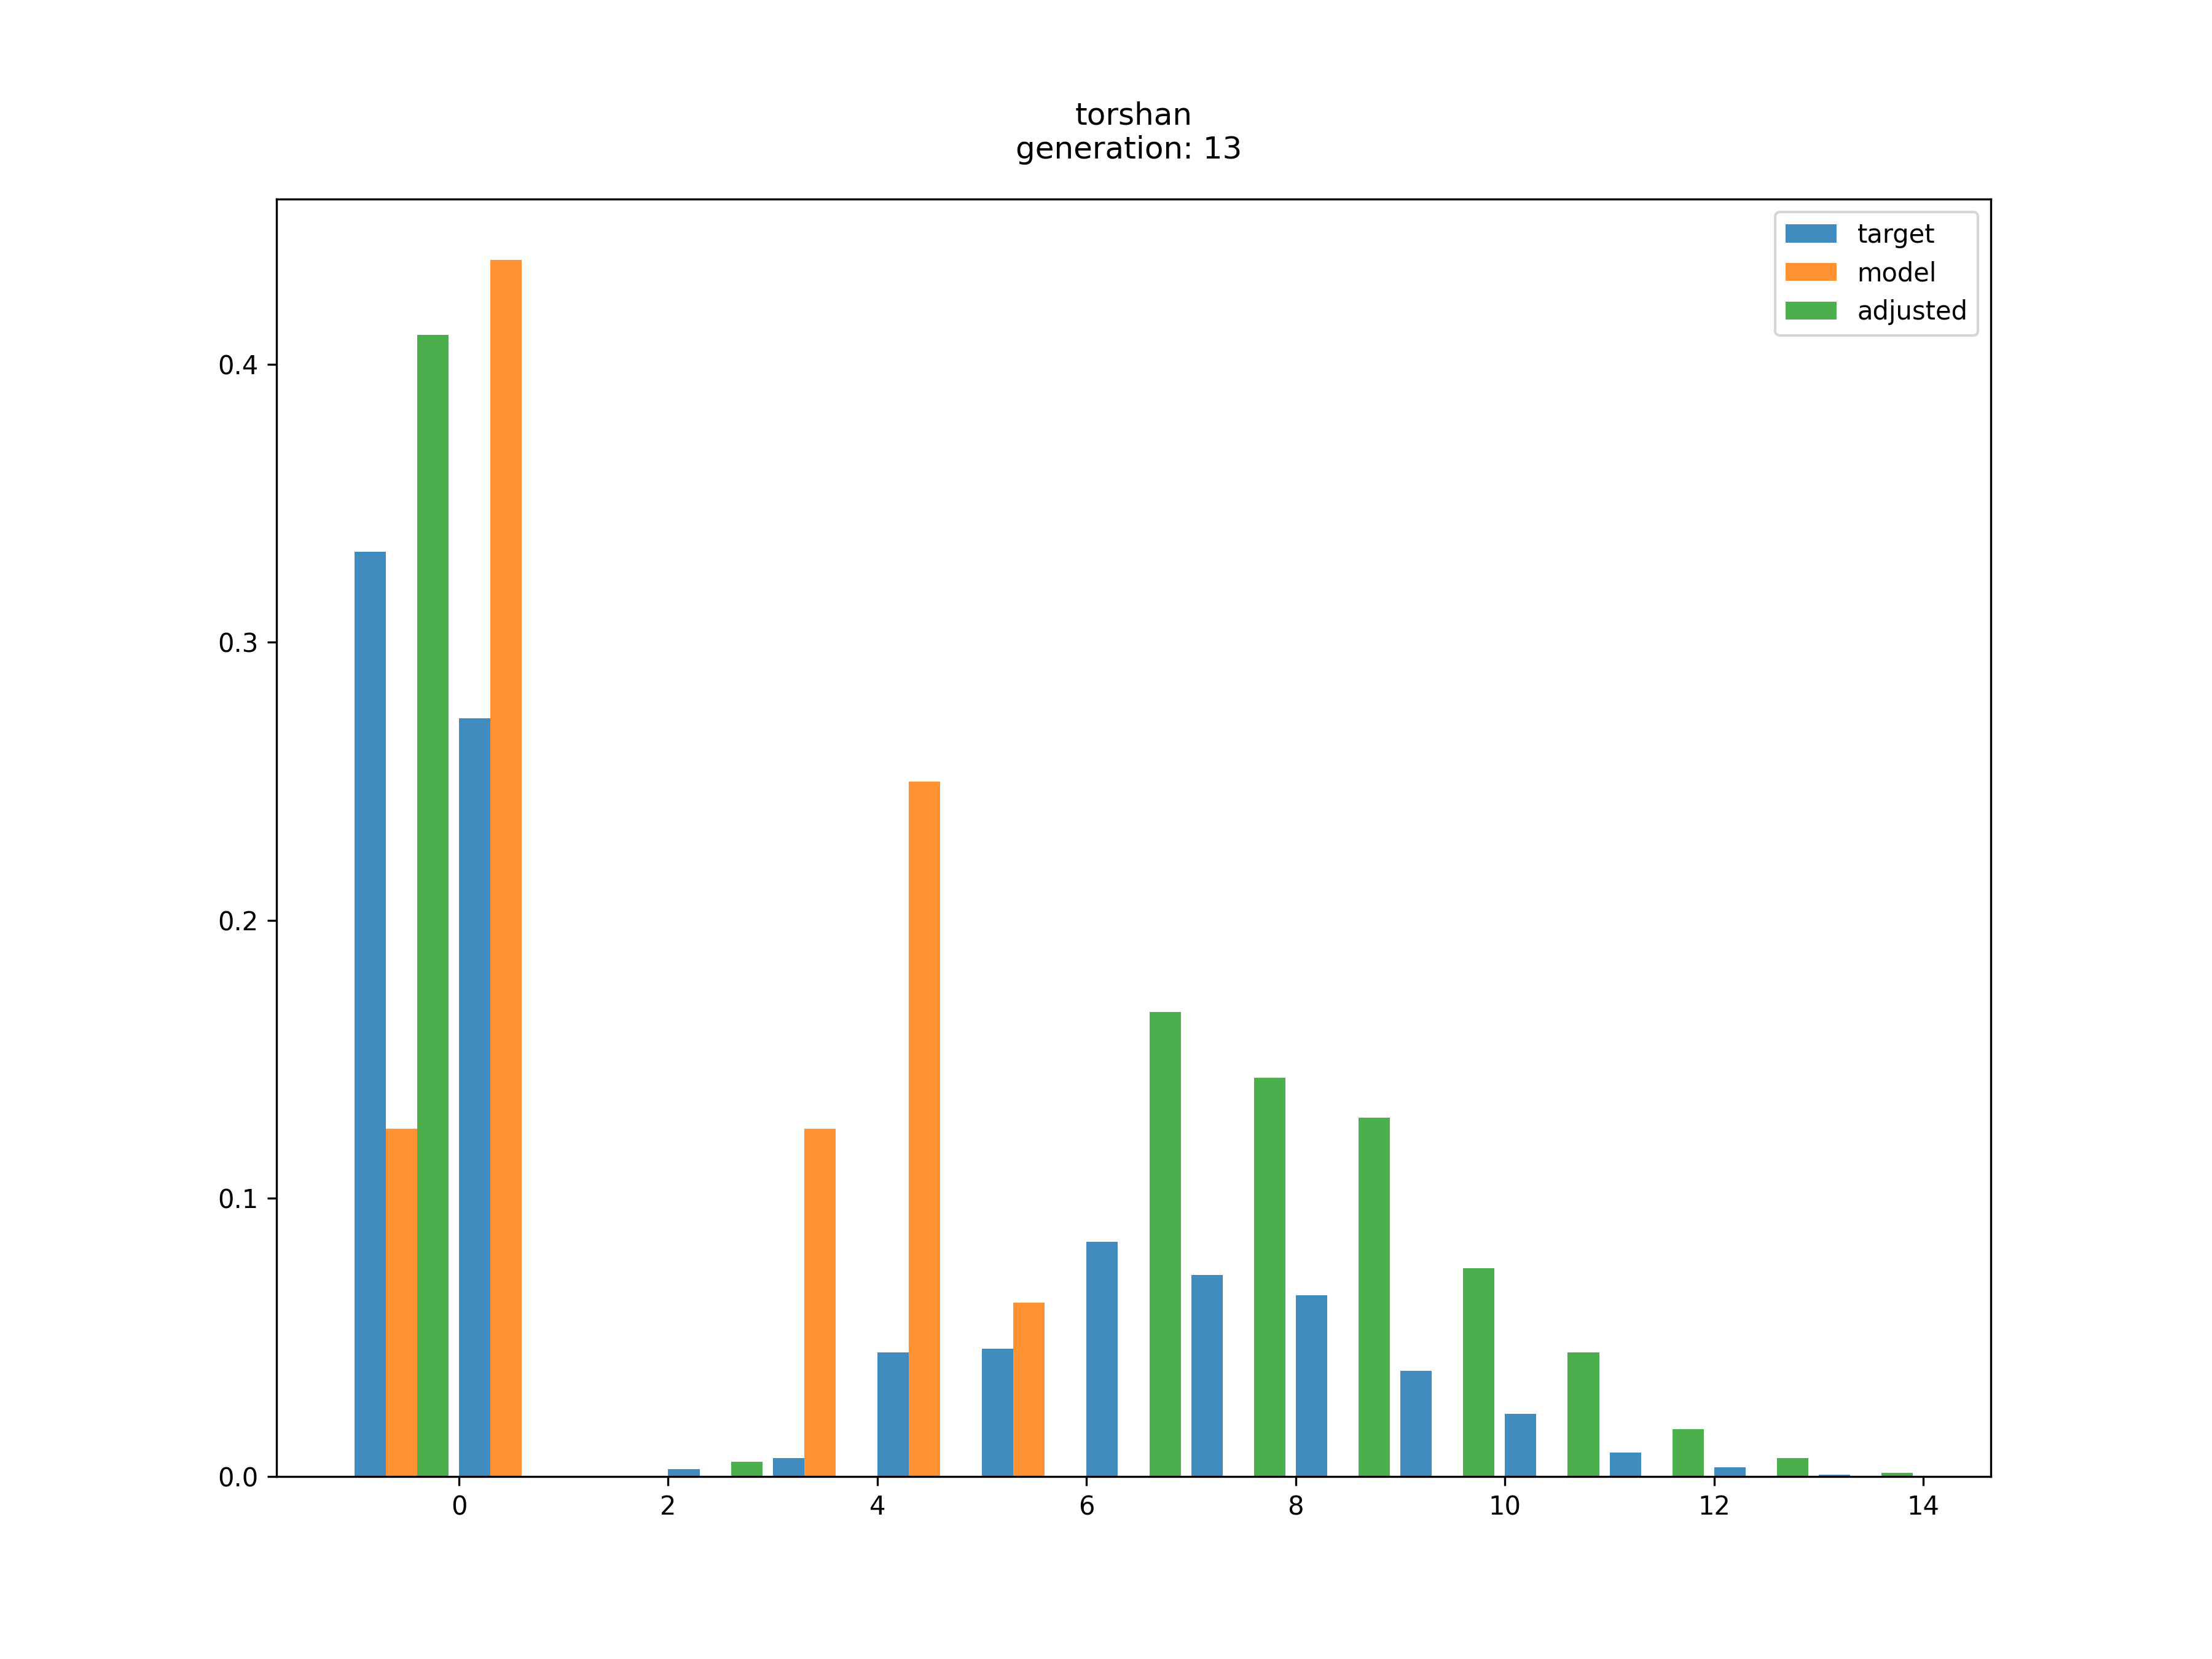 torshan
generation: 13
target
model
adjusted
0.4
0.3
0.2
0.1
0.0
0 2 4 6 8 10 12 14